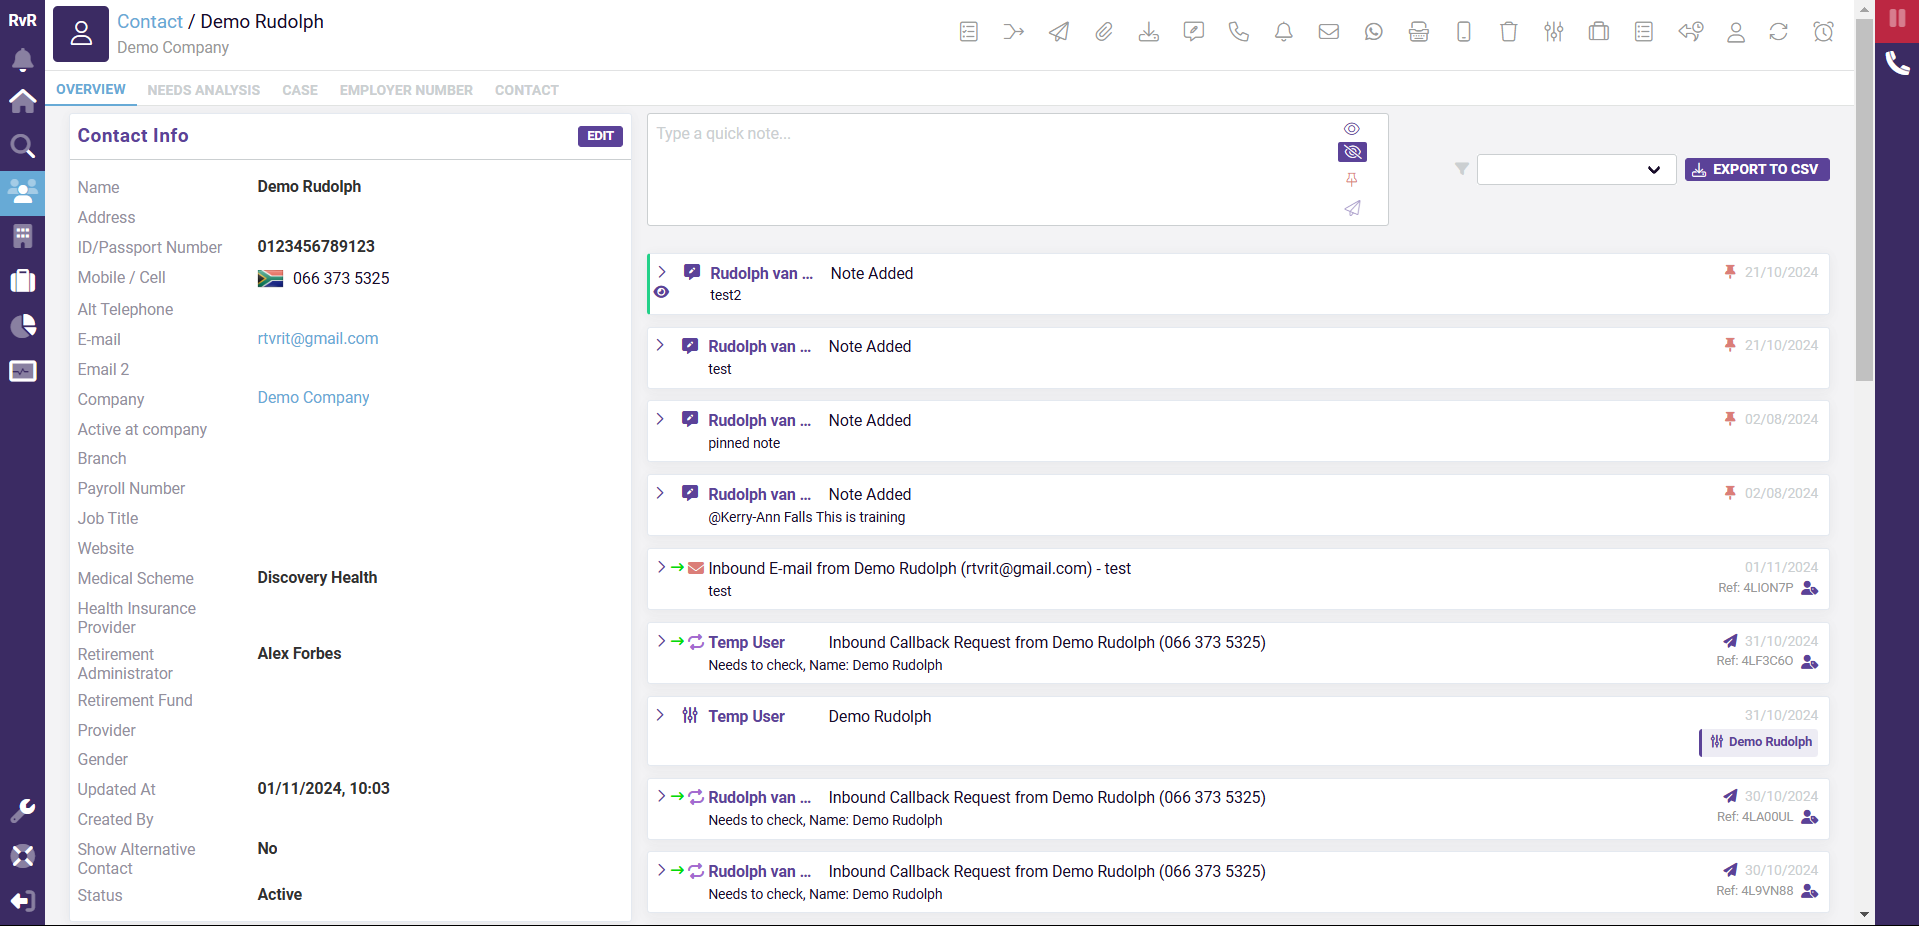 RvR
Contact / Demo Rudolph
Demo Company
OVERVIEW NEEDS ANALYSIS CASE EMPLOYER NUMBER CONTACT
Contact Info
EDIT
Name Demo Rudolph
Address
ID/Passport Number 0123456789123
Mobile / Cell 066 373 5325
Alt Telephone
E-mail rtvrit@gmail.com
Email 2
Company Demo Company
Active at company
Branch
Payroll Number
Job Title
Website
Medical Scheme Discovery Health
Health Insurance
Provider
Retirement Alex Forbes
Administrator
Retirement Fund
Provider
Gender
Updated At 01/11/2024, 10:03
Created By
Show Alternative No
Contact
Status Active
Type a quick note...
EXPORT TO CSV
Rudolph van ... Note Added 21/10/2024
test2
Rudolph van ... Note Added 21/10/2024
test
Rudolph van ... Note Added 02/08/2024
pinned note
Rudolph van ... Note Added 02/08/2024
@Kerry-Ann Falls This is training
Inbound E-mail from Demo Rudolph (rtvrit@gmail.com) - test 01/11/2024
test Ref: 4LION7P
Temp User Inbound Callback Request from Demo Rudolph (066 373 5325) 31/10/2024
Needs to check, Name: Demo Rudolph Ref: 4LF3C6O
Temp User Demo Rudolph 31/10/2024
Demo Rudolph
Rudolph van ... Inbound Callback Request from Demo Rudolph (066 373 5325) 30/10/2024
Needs to check, Name: Demo Rudolph Ref: 4LA00UL
Rudolph van ... Inbound Callback Request from Demo Rudolph (066 373 5325) 30/10/2024
Needs to check, Name: Demo Rudolph Ref: 4L9VN88